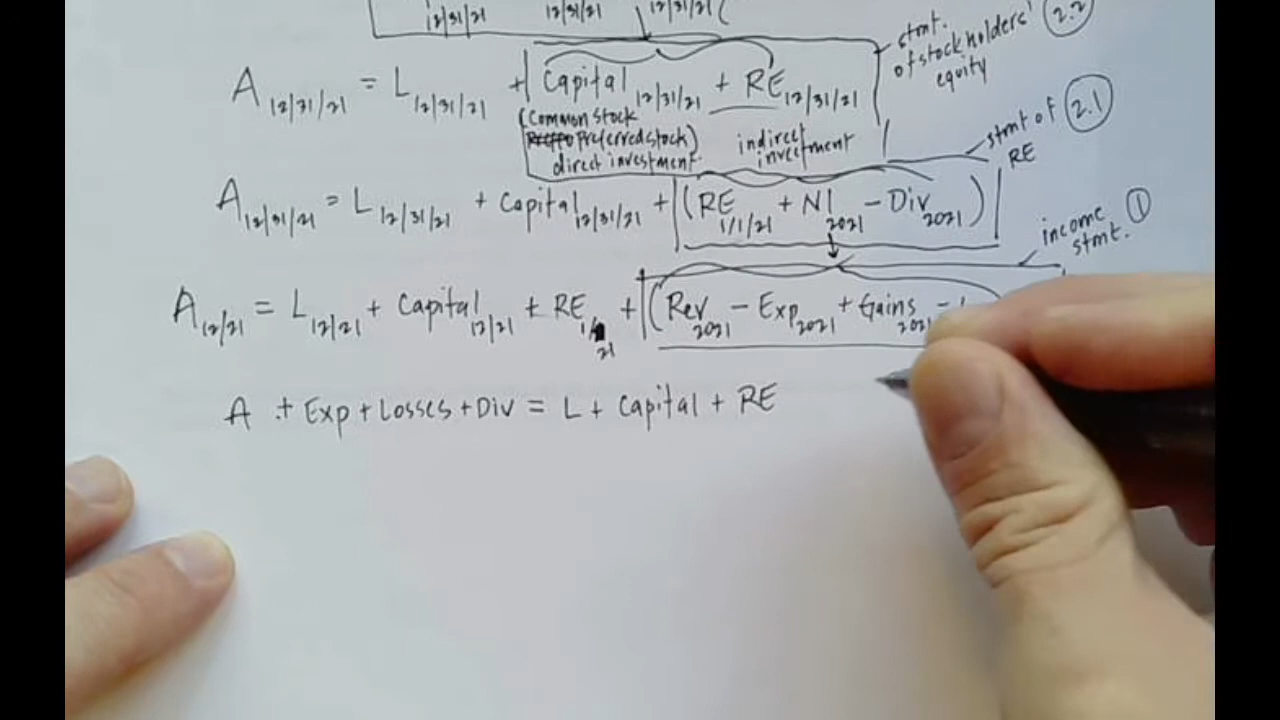 12/31/21 12/31/21 12/31/21
A 12/31/21 = L 12/31/21 + Capital 12/31/21 + RE 12/31/21
stmt. of stockholders' equity 2.2
(Common stock
Preferred stock)
direct investment
indirect investment
stmt of RE 2.1
A 12/31/21 = L 12/31/21 + Capital 12/31/21 + (RE 1/1/21 + NI 2021 - Div 2021)
income stmt. 1
A 12/21 = L 12/21 + Capital 12/21 + RE 1/ 21 + (Rev 2021 - Exp 2021 + Gains 2021 -
A + Exp + Losses + Div = L + Capital + RE